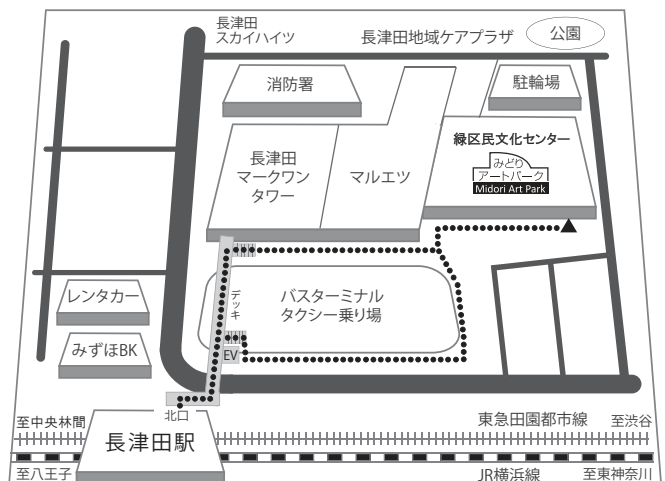 長津田
スカイハイツ
長津田地域ケアプラザ
公園
消防署
駐輪場
緑区民文化センター
みどり
アートパーク
Midori Art Park
長津田
マークワン
タワー
マルエツ
レンタカー
デッキ
バスターミナル
タクシー乗り場
みずほBK
EV
北口
至中央林間
長津田駅
東急田園都市線
至渋谷
至八王子
JR横浜線
至東神奈川